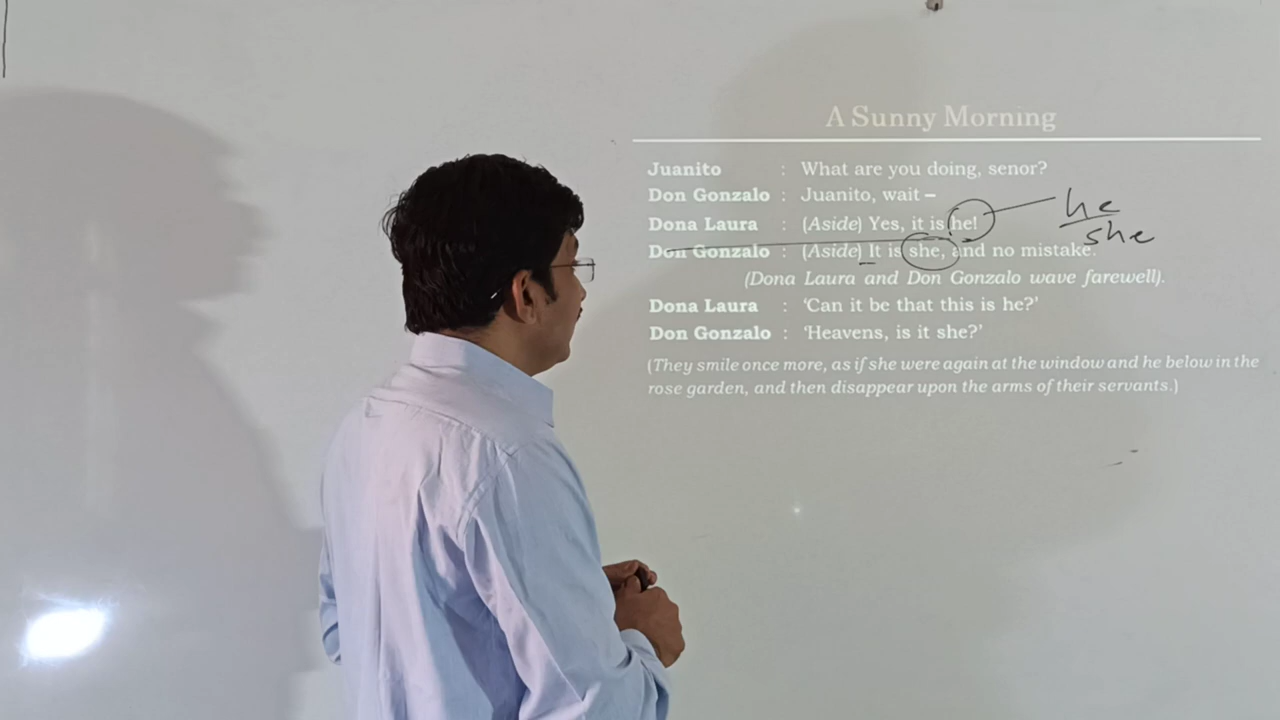 A Sunny Morning
Juanito : What are you doing, senor?
Don Gonzalo : Juanito, wait –
Dona Laura : (Aside) Yes, it is he!
he
she
Don Gonzalo : (Aside) It is she, and no mistake.
(Dona Laura and Don Gonzalo wave farewell).
Dona Laura : ‘Can it be that this is he?’
Don Gonzalo : ‘Heavens, is it she?’
(They smile once more, as if she were again at the window and he below in the
rose garden, and then disappear upon the arms of their servants.)